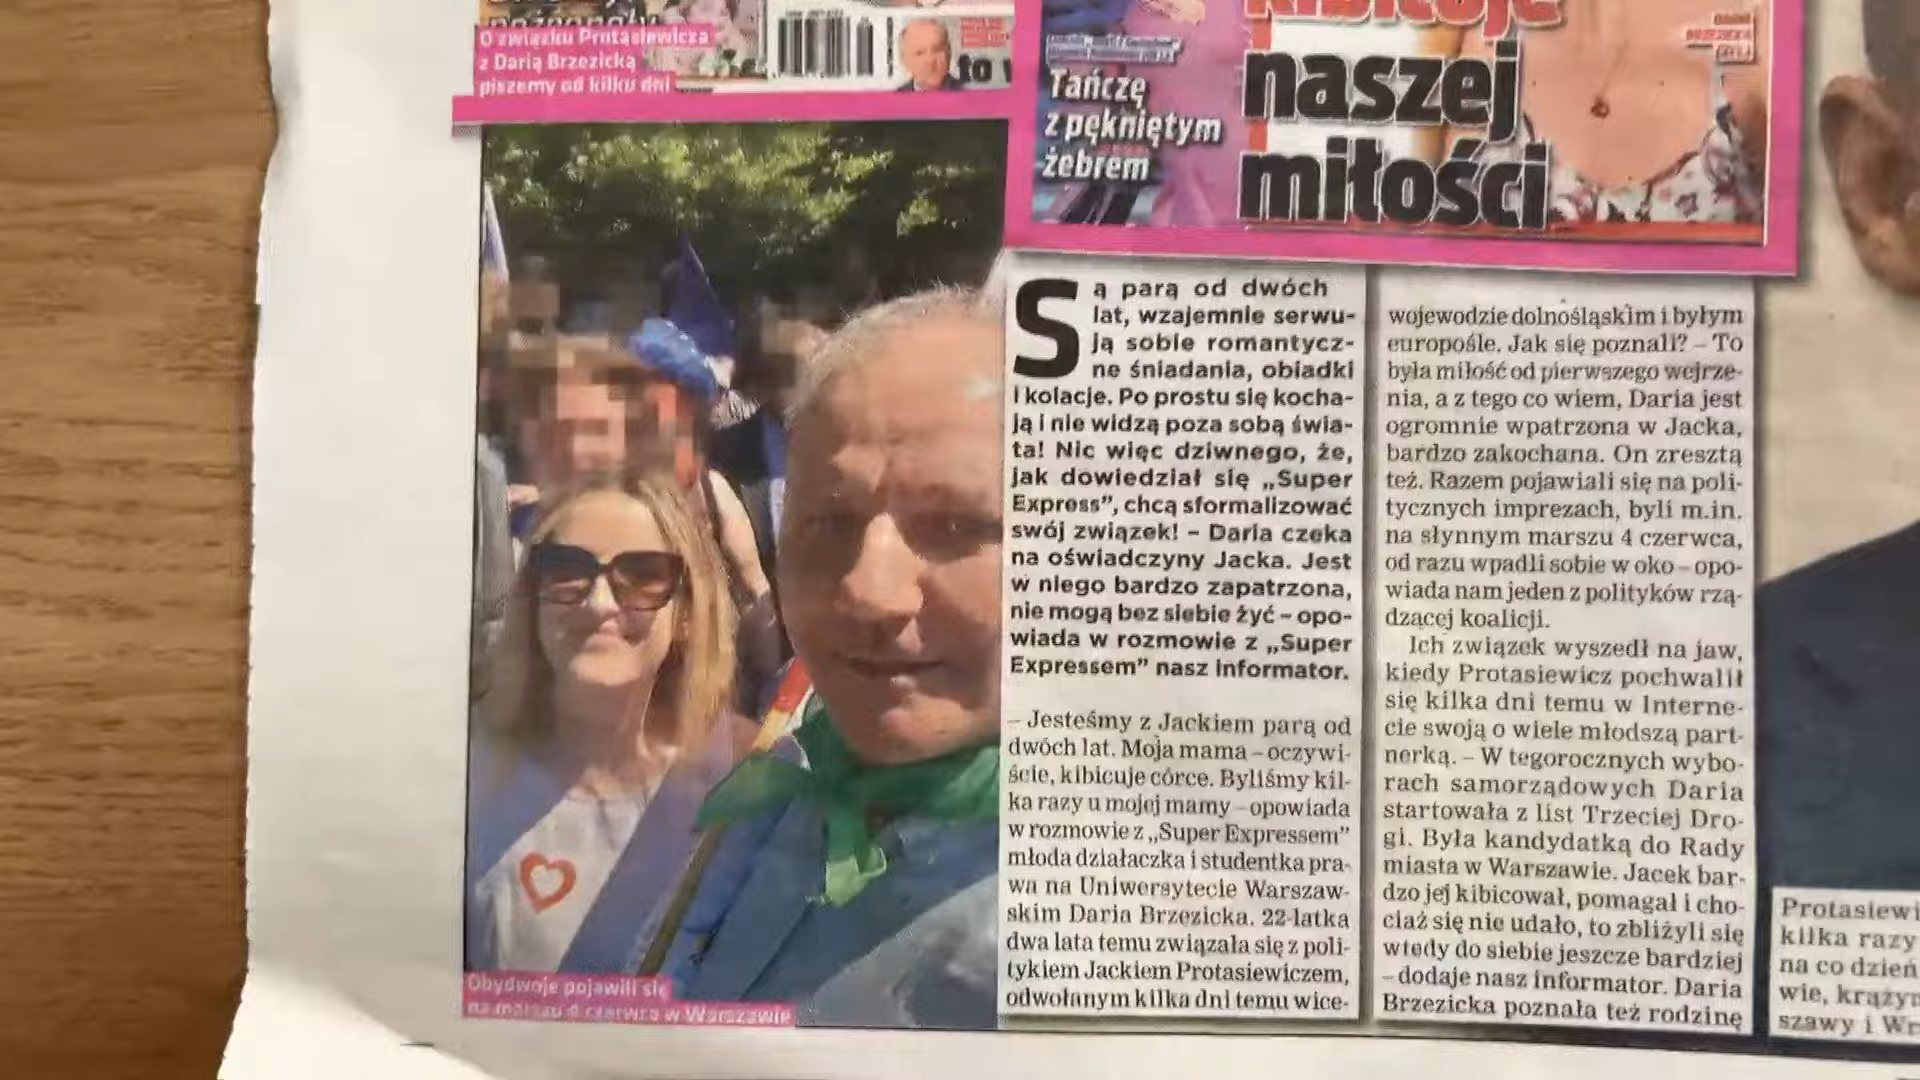 O związku Protasiewicza
z Darią Brzezicką
piszemy od kilku dni
to
Tańczę
z pękniętym
żebrem
kibicuje
naszej
miłości
Są parą od dwóch
lat, wzajemnie serwu-
ją sobie romantycz-
ne śniadania, obiadki
i kolacje. Po prostu się kocha-
ją i nie widzą poza sobą świa-
ta! Nic więc dziwnego, że,
jak dowiedział się „Super
Express”, chcą sformalizować
swój związek! – Daria czeka
na oświadczyny Jacka. Jest
w niego bardzo zapatrzona,
nie mogą bez siebie żyć – opo-
wiada w rozmowie z „Super
Expressem” nasz informator.
– Jesteśmy z Jackiem parą od
dwóch lat. Moja mama – oczywi-
ście, kibicuje córce. Byliśmy kil-
ka razy u mojej mamy – opowiada
w rozmowie z „Super Expressem”
młoda działaczka i studentka pra-
wa na Uniwersytecie Warszaw-
skim Daria Brzezicka. 22-latka
dwa lata temu związała się z poli-
tykiem Jackiem Protasiewiczem,
odwołanym kilka dni temu wice-
wojewodzie dolnośląskim i byłym
europośle. Jak się poznali? – To
była miłość od pierwszego wejrze-
nia, a z tego co wiem, Daria jest
ogromnie wpatrzona w Jacka,
bardzo zakochana. On zresztą
też. Razem pojawiali się na poli-
tycznych imprezach, byli m.in.
na słynnym marszu 4 czerwca,
od razu wpadli sobie w oko – opo-
wiada nam jeden z polityków rzą-
dzącej koalicji.
Ich związek wyszedł na jaw,
kiedy Protasiewicz pochwalił
się kilka dni temu w Interne-
cie swoją o wiele młodszą part-
nerką. – W tegorocznych wybo-
rach samorządowych Daria
startowała z list Trzeciej Dro-
gi. Była kandydatką do Rady
miasta w Warszawie. Jacek bar-
dzo jej kibicował, pomagał i cho-
ciaż się nie udało, to zbliżyli się
wtedy do siebie jeszcze bardziej
– dodaje nasz informator. Daria
Brzezicka poznała też rodzinę
Obydwoje pojawili się
na marszu 4 czerwca w Warszawie
Protasiewi
kilka razy
na co dzień
wie, krążyn
szawy i Wr